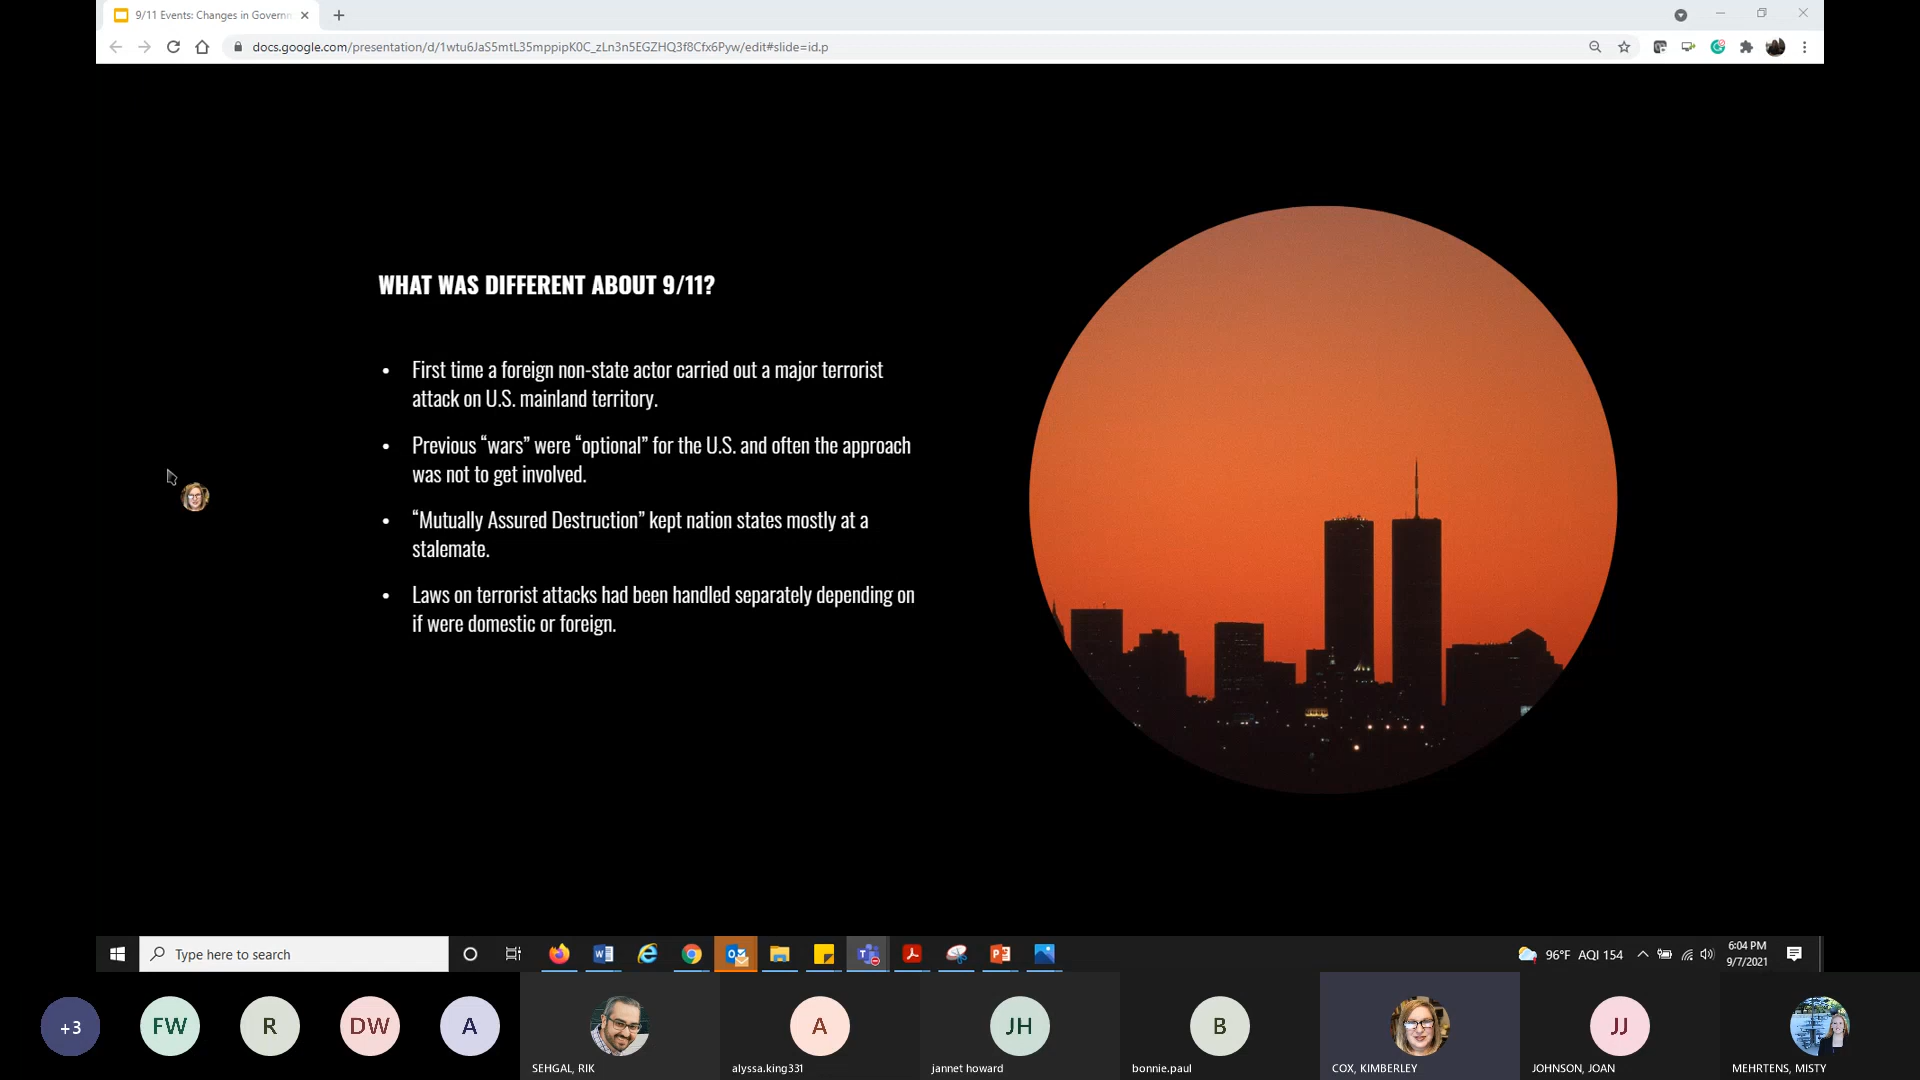 9/11 Events: Changes in Governm
docs.google.com/presentation/d/1wtu6JaS5mtL35mppipK0C_zLn3n5EGZHQ3f8Cfx6Pyw/edit#slide=id.p
WHAT WAS DIFFERENT ABOUT 9/11?
• First time a foreign non-state actor carried out a major terrorist
attack on U.S. mainland territory.
• Previous “wars” were “optional” for the U.S. and often the approach
was not to get involved.
• “Mutually Assured Destruction” kept nation states mostly at a
stalemate.
• Laws on terrorist attacks had been handled separately depending on
if were domestic or foreign.
Type here to search
96°F AQI 154
6:04 PM
9/7/2021
+3
FW
R
DW
A
A
JH
B
JJ
SEHGAL, RIK
alyssa.king331
jannet howard
bonnie.paul
COX, KIMBERLEY
JOHNSON, JOAN
MEHRTENS, MISTY